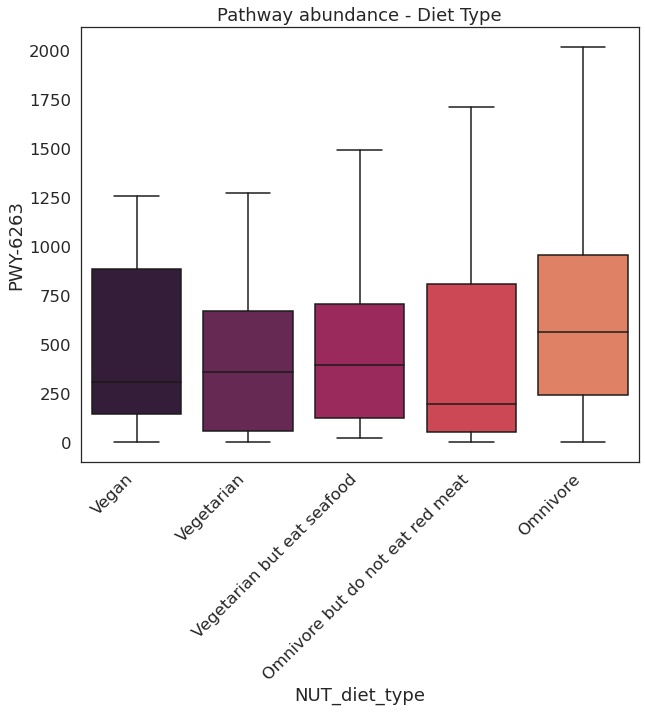 Pathway abundance - Diet Type
PWY-6263
2000
1750
1500
1250
1000
750
500
250
0
Vegan
Vegetarian
Vegetarian but eat seafood
Omnivore but do not eat red meat
Omnivore
NUT_diet_type